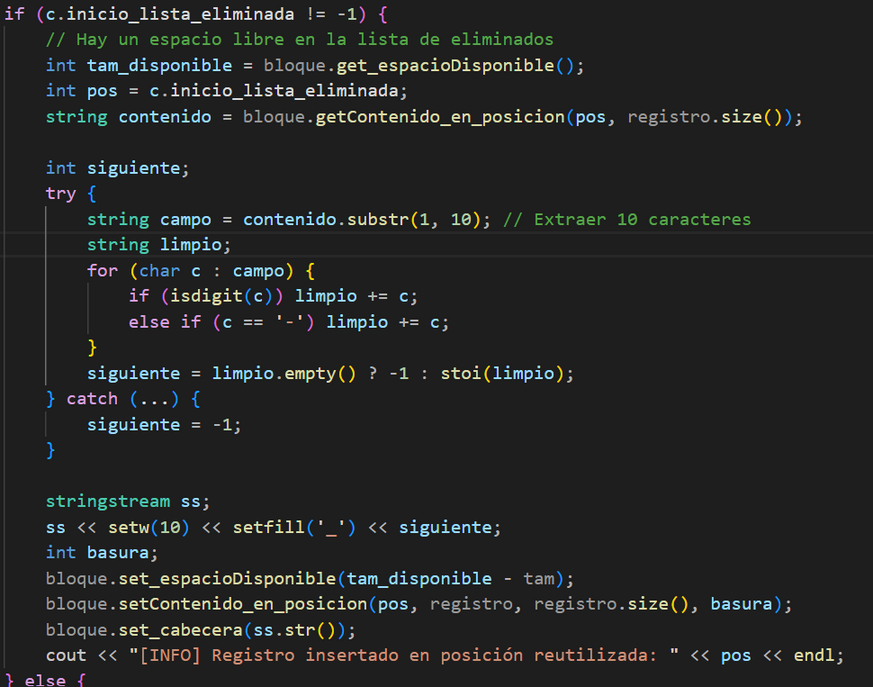 if (c.inicio_lista_eliminada != -1) {
    // Hay un espacio libre en la lista de eliminados
    int tam_disponible = bloque.get_espacioDisponible();
    int pos = c.inicio_lista_eliminada;
    string contenido = bloque.getContenido_en_posicion(pos, registro.size());

    int siguiente;
    try {
        string campo = contenido.substr(1, 10); // Extraer 10 caracteres
        string limpio;
        for (char c : campo) {
            if (isdigit(c)) limpio += c;
            else if (c == '-') limpio += c;
        }
        siguiente = limpio.empty() ? -1 : stoi(limpio);
    } catch (...) {
        siguiente = -1;
    }

    stringstream ss;
    ss << setw(10) << setfill('_') << siguiente;
    int basura;
    bloque.set_espacioDisponible(tam_disponible - tam);
    bloque.setContenido_en_posicion(pos, registro, registro.size(), basura);
    bloque.set_cabecera(ss.str());
    cout << "[INFO] Registro insertado en posición reutilizada: " << pos << endl;
} else {